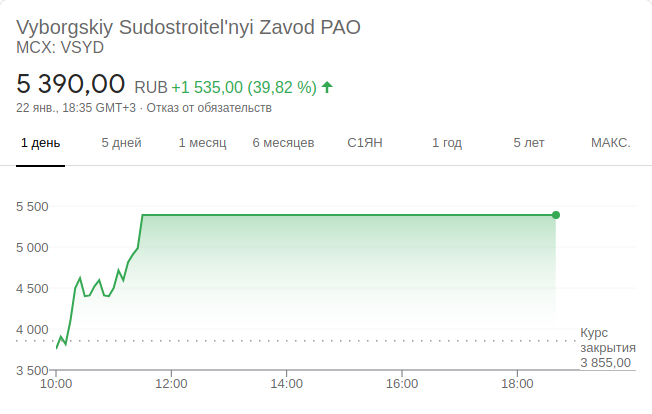 Vyborgskiy Sudostroitel'nyi Zavod PAO
MCX: VSYD
5 390,00 RUB +1 535,00 (39,82 %)
22 янв., 18:35 GMT+3 · Отказ от обязательств
1 день 5 дней 1 месяц 6 месяцев С1ЯН 1 год 5 лет МАКС.
5 500
5 000
4 500
4 000
3 500
Курс
закрытия
3 855,00
10:00 12:00 14:00 16:00 18:00